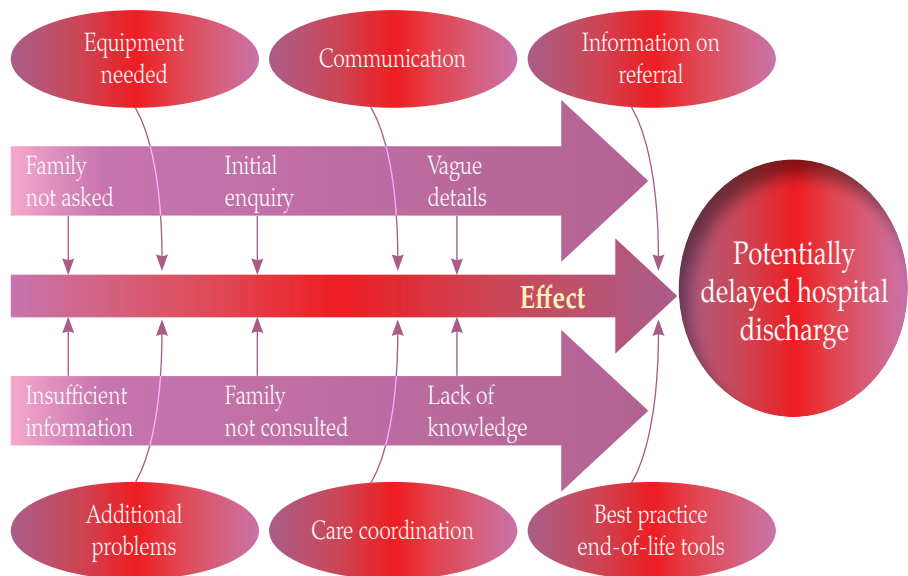 Equipment
needed
Communication
Information on
referral
Family
not asked
Initial
enquiry
Vague
details
Effect
Potentially
delayed hospital
discharge
Insufficient
information
Family
not consulted
Lack of
knowledge
Additional
problems
Care coordination
Best practice
end-of-life tools